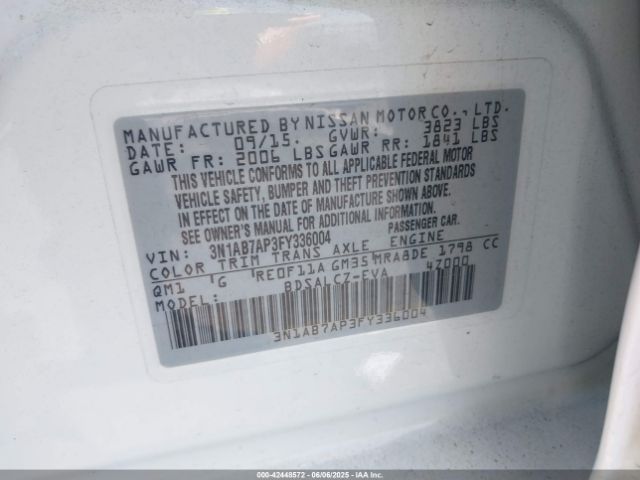 MANUFACTURED BY NISSAN MOTOR CO., LTD.
DATE: 09/15. GVWR: 3823 LBS
GAWR FR: 2006 LBS GAWR RR: 1841 LBS
THIS VEHICLE CONFORMS TO ALL APPLICABLE FEDERAL MOTOR
VEHICLE SAFETY, BUMPER AND THEFT PREVENTION STANDARDS
IN EFFECT ON THE DATE OF MANUFACTURE SHOWN ABOVE.
SEE OWNER'S MANUAL FOR ADDITIONAL INFORMATION.
VIN: 3N1AB7AP3FY336004 PASSENGER CAR.
COLOR TRIM TRANS AXLE ENGINE
QM1 G RE0F11A GM35 MRA8DE 1798 CC
MODEL: BDSALCZ-EVA 4Z000
3N1AB7AP3FY336004
000-42448572 06/06/2025 - IAA